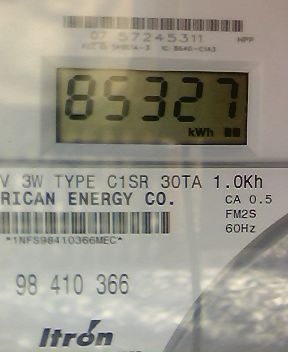 07 57245311
85327
kWh
V 3W TYPE C1SR 30TA 1.0Kh
RICAN ENERGY CO.
CA 0.5
FM2S
60Hz
*1NFS98410366MEC*
98 410 366
Itrón